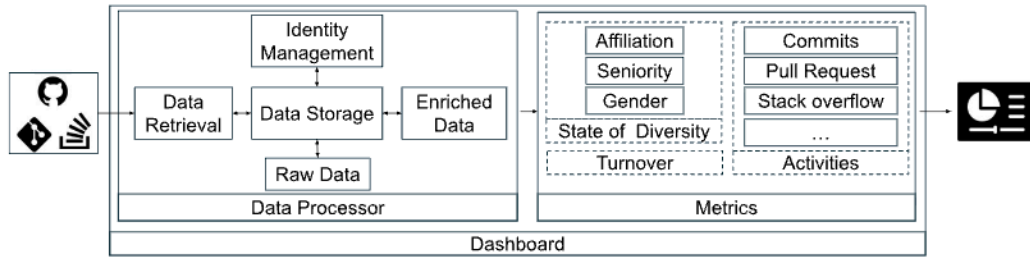 Identity
Management
Data
Retrieval
Data Storage
Enriched
Data
Raw Data
Data Processor
Affiliation
Seniority
Gender
State of Diversity
Turnover
Commits
Pull Request
Stack overflow
...
Activities
Metrics
Dashboard